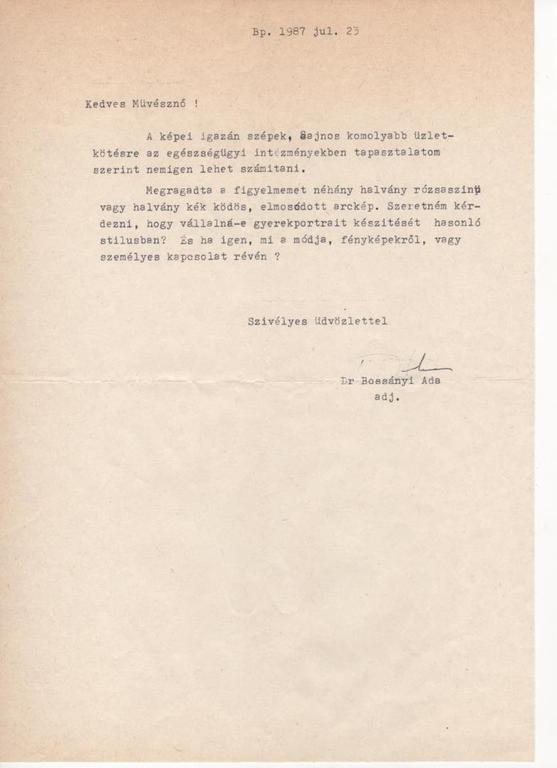 Bp. 1987 jul. 23
Kedves Müvésznó !
A képei igazán szépek, Sajnos komolyabb üzlet-
kötésre az egészségügyi intézményekben tapasztalatom
szerint nemigen lehet számitani.
Megragadta a figyelmemet néhány halvány rózsaszinü
vagy halvány kék ködös, elmosódott arckép. Szeretném kér-
dezni, hogy vállalná-e gyerekportrait készitését hasonló
stilusban? És ha igen, mi a módja, fényképekről, vagy
személyes kapcsolat révén ?
Szivélyes üdvözlettel
Dr Bossányi Ada
adj.